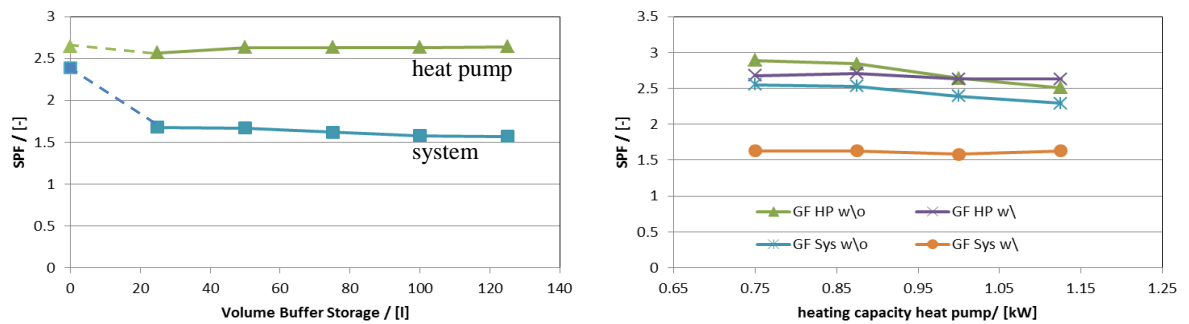 3
2.5
2
1.5
1
0.5
0
SPF / [-]
heat pump
system
0 20 40 60 80 100 120 140
Volume Buffer Storage / [l]
3.5
3
2.5
2
1.5
1
0.5
0
SPF / [-]
GF HP w\o GF HP w\
GF Sys w\o GF Sys w\
0.65 0.75 0.85 0.95 1.05 1.15 1.25
heating capacity heat pump/ [kW]